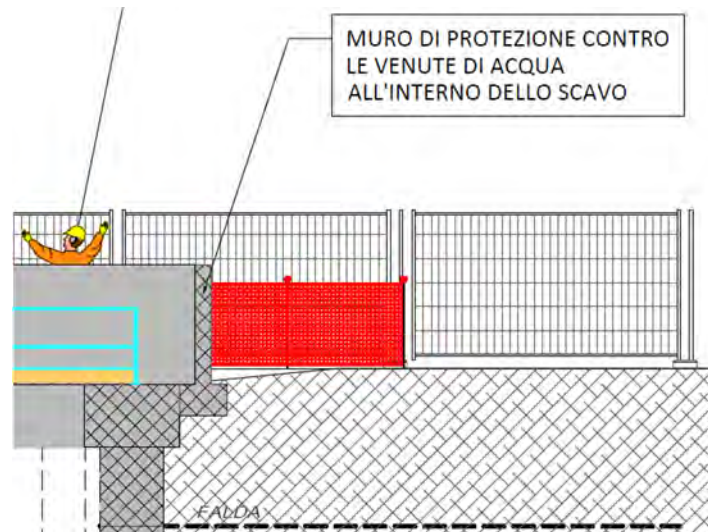 MURO DI PROTEZIONE CONTRO
LE VENUTE DI ACQUA
ALL'INTERNO DELLO SCAVO
FALDA